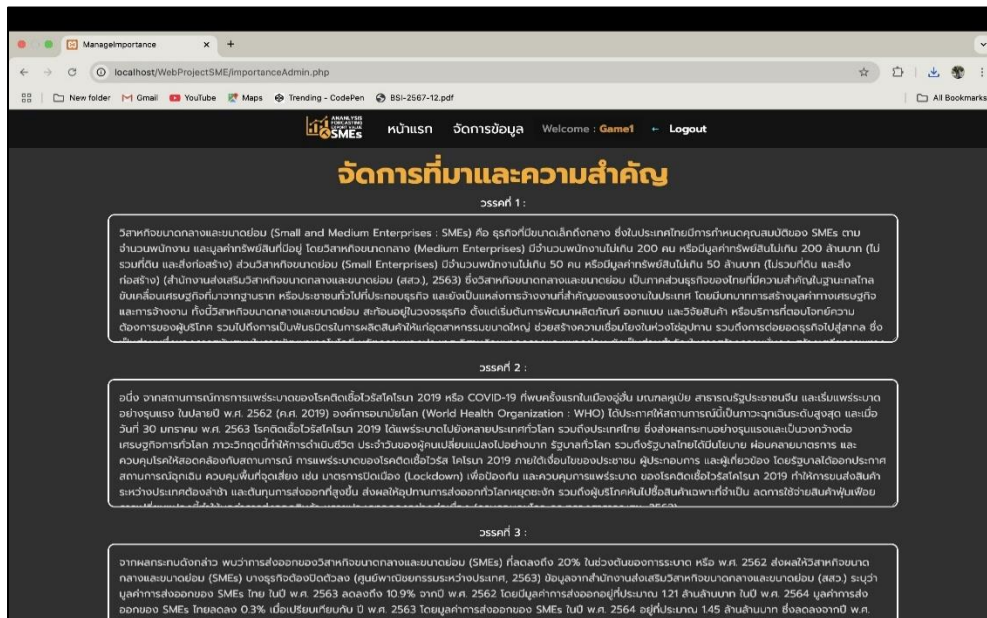 ManageImportance
localhost/WebProjectSME/importanceAdmin.php
New folder Gmail YouTube Maps Trending - CodePen BSI-2567-12.pdf All Bookmarks
ANANLYSIS
FORECASTING
EXPORT VALUE
SMEs
หน้าแรก จัดการข้อมูล Welcome : Game1 ← Logout
จัดการที่มาและความสำคัญ
วรรคที่ 1 :
วิสาหกิจขนาดกลางและขนาดย่อม (Small and Medium Enterprises : SMEs) คือ ธุรกิจที่มีขนาดเล็กถึงกลาง ซึ่งในประเทศไทยมีการกำหนดคุณสมบัติของ SMEs ตาม
จำนวนพนักงาน และมูลค่าทรัพย์สินที่มีอยู่ โดยวิสาหกิจขนาดกลาง (Medium Enterprises) มีจำนวนพนักงานไม่เกิน 200 คน หรือมีมูลค่าทรัพย์สินไม่เกิน 200 ล้านบาท (ไม่
รวมที่ดิน และสิ่งก่อสร้าง) ส่วนวิสาหกิจขนาดย่อม (Small Enterprises) มีจำนวนพนักงานไม่เกิน 50 คน หรือมีมูลค่าทรัพย์สินไม่เกิน 50 ล้านบาท (ไม่รวมที่ดิน และสิ่ง
ก่อสร้าง) (สำนักงานส่งเสริมวิสาหกิจขนาดกลางและขนาดย่อม (สสว.), 2563) ซึ่งวิสาหกิจขนาดกลางและขนาดย่อม เป็นภาคส่วนธุรกิจของไทยที่มีความสำคัญในฐานะกลไก
ขับเคลื่อนเศรษฐกิจที่มาจากฐานราก หรือประชาชนทั่วไปที่ประกอบธุรกิจ และยังเป็นแหล่งการจ้างงานที่สำคัญของแรงงานในประเทศ โดยมีบทบาทการสร้างมูลค่าทางเศรษฐกิจ
และการจ้างงาน ทั้งนี้วิสาหกิจขนาดกลางและขนาดย่อม สะท้อนอยู่ในวงจรธุรกิจ ตั้งแต่เริ่มต้นการพัฒนาผลิตภัณฑ์ ออกแบบ และวิจัยสินค้า หรือบริการที่ตอบโจทย์ความ
ต้องการของผู้บริโภค รวมไปถึงการเป็นพันธมิตรในการผลิตสินค้าให้แก่อุตสาหกรรมขนาดใหญ่ ช่วยสร้างความเชื่อมโยงในห่วงโซ่อุปทาน รวมถึงการต่อยอดธุรกิจไปสู่สากล ซึ่ง
วรรคที่ 2 :
อนึ่ง จากสถานการณ์การแพร่ระบาดของโรคติดเชื้อไวรัสโคโรนา 2019 หรือ COVID-19 ที่พบครั้งแรกในเมืองอู่ฮั่น มณฑลหูเป่ย สาธารณรัฐประชาชนจีน และเริ่มแพร่ระบาด
อย่างรุนแรง ในปลายปี พ.ศ. 2562 (ค.ศ. 2019) องค์การอนามัยโลก (World Health Organization : WHO) ได้ประกาศให้สถานการณ์นี้เป็นภาวะฉุกเฉินระดับสูงสุด และเมื่อ
วันที่ 30 มกราคม พ.ศ. 2563 โรคติดเชื้อไวรัสโคโรนา 2019 ได้แพร่ระบาดไปยังหลายประเทศทั่วโลก รวมถึงประเทศไทย ซึ่งส่งผลกระทบอย่างรุนแรงและเป็นวงกว้างต่อ
เศรษฐกิจการทั่วโลก ภาวะวิกฤตนี้ทำให้การดำเนินชีวิต ประจำวันของผู้คนเปลี่ยนแปลงไปอย่างมาก รัฐบาลทั่วโลก รวมถึงรัฐบาลไทยได้มีนโยบาย ผ่อนคลายมาตรการ และ
ควบคุมโรคให้สอดคล้องกับสถานการณ์ การแพร่ระบาดของโรคติดเชื้อไวรัส โคโรนา 2019 ภายใต้เงื่อนไขของประชาชน ผู้ประกอบการ และผู้เกี่ยวข้อง โดยรัฐบาลได้ออกประกาศ
สถานการณ์ฉุกเฉิน ควบคุมพื้นที่จุดเสี่ยง เช่น มาตรการปิดเมือง (Lockdown) เพื่อป้องกัน และควบคุมการแพร่ระบาด ของโรคติดเชื้อไวรัสโคโรนา 2019 ทำให้การขนส่งสินค้า
ระหว่างประเทศต้องล่าช้า และต้นทุนการส่งออกที่สูงขึ้น ส่งผลให้อุปทานการส่งออกทั่วโลกหยุดชะงัก รวมถึงผู้บริโภคหันไปซื้อสินค้าเฉพาะที่จำเป็น ลดการใช้จ่ายสินค้าฟุ่มเฟือย
วรรคที่ 3 :
จากผลกระทบดังกล่าว พบว่าการส่งออกของวิสาหกิจขนาดกลางและขนาดย่อม (SMEs) ที่ลดลงถึง 20% ในช่วงต้นของการระบาด หรือ พ.ศ. 2562 ส่งผลให้วิสาหกิจขนาด
กลางและขนาดย่อม (SMEs) บางธุรกิจต้องปิดตัวลง (ศูนย์พาณิชยกรรมระหว่างประเทศ, 2563) ข้อมูลจากสำนักงานส่งเสริมวิสาหกิจขนาดกลางและขนาดย่อม (สสว.) ระบุว่า
มูลค่าการส่งออกของ SMEs ไทย ในปี พ.ศ. 2563 ลดลงถึง 10.9% จากปี พ.ศ. 2562 โดยมีมูลค่าการส่งออกอยู่ที่ประมาณ 1.21 ล้านล้านบาท ในปี พ.ศ. 2564 มูลค่าการส่ง
ออกของ SMEs ไทยลดลง 0.3% เมื่อเปรียบเทียบกับ ปี พ.ศ. 2563 โดยมูลค่าการส่งออกของ SMEs ในปี พ.ศ. 2564 อยู่ที่ประมาณ 1.45 ล้านล้านบาท ซึ่งลดลงจากปี พ.ศ.